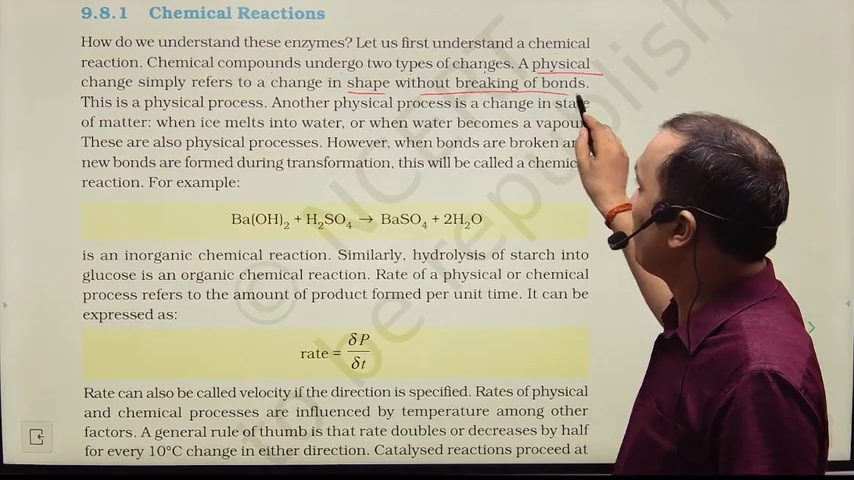 9.8.1 Chemical Reactions
How do we understand these enzymes? Let us first understand a chemical
reaction. Chemical compounds undergo two types of changes. A physical
change simply refers to a change in shape without breaking of bonds.
This is a physical process. Another physical process is a change in state
of matter: when ice melts into water, or when water becomes a vapour.
These are also physical processes. However, when bonds are broken and
new bonds are formed during transformation, this will be called a chemical
reaction. For example:
Ba(OH)₂ + H₂SO₄ → BaSO₄ + 2H₂O
is an inorganic chemical reaction. Similarly, hydrolysis of starch into
glucose is an organic chemical reaction. Rate of a physical or chemical
process refers to the amount of product formed per unit time. It can be
expressed as:
rate = δP/δt
Rate can also be called velocity if the direction is specified. Rates of physical
and chemical processes are influenced by temperature among other
factors. A general rule of thumb is that rate doubles or decreases by half
for every 10°C change in either direction. Catalysed reactions proceed at
© NCERT
to be republish